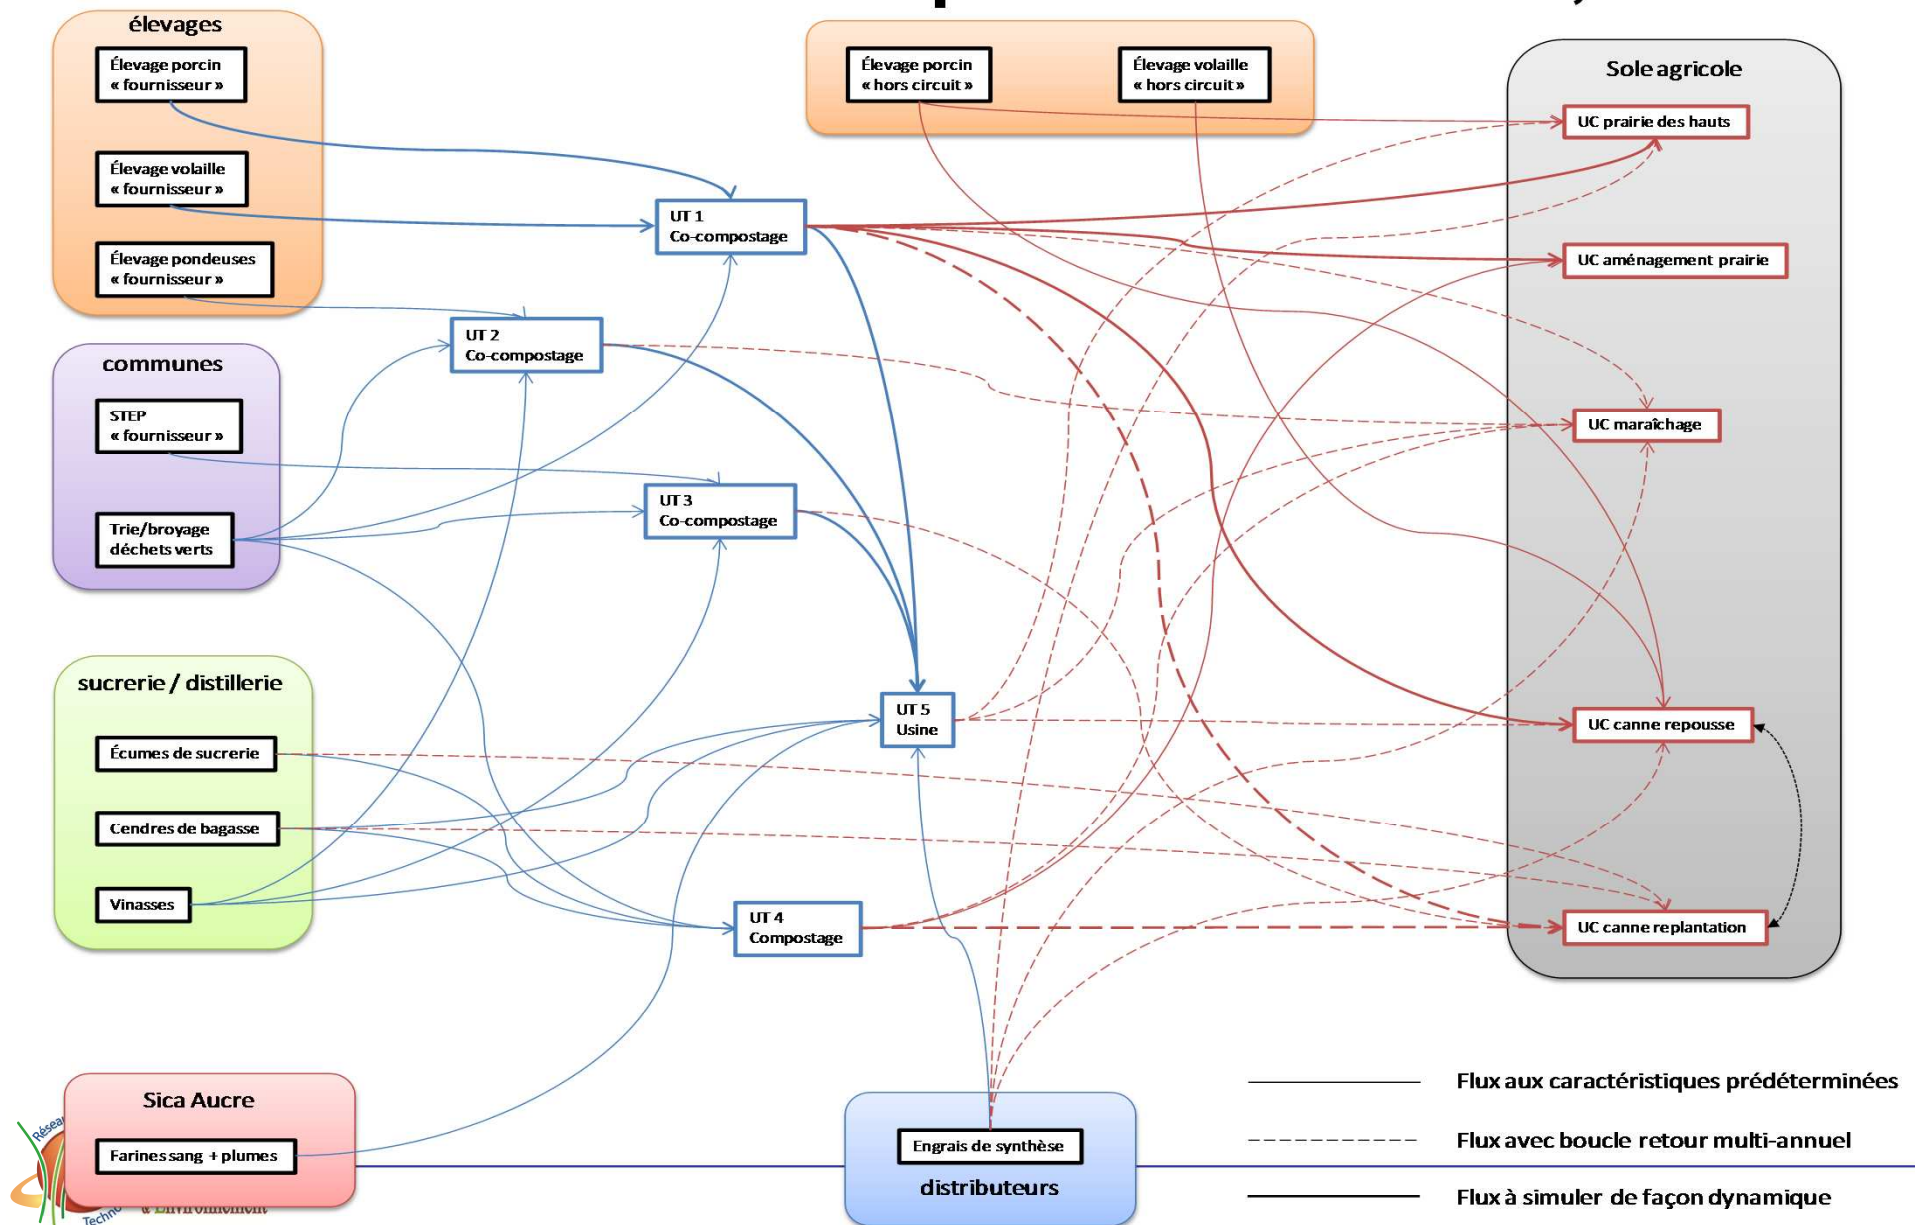 élevages
Élevage porcin
« fournisseur »
Élevage volaille
« fournisseur »
Élevage pondeuses
« fournisseur »
communes
STEP
« fournisseur »
Trie/broyage
déchets verts
sucrerie / distillerie
Écumes de sucrerie
Cendres de bagasse
Vinasses
Sica Aucre
Farines sang + plumes
Élevage porcin
« hors circuit »
Élevage volaille
« hors circuit »
UT 1
Co-compostage
UT 2
Co-compostage
UT 3
Co-compostage
UT 5
Usine
UT 4
Compostage
Engrais de synthèse
distributeurs
Sole agricole
UC prairie des hauts
UC aménagement prairie
UC maraîchage
UC canne repousse
UC canne replantation
Flux aux caractéristiques prédéterminées
Flux avec boucle retour multi-annuel
Flux à simuler de façon dynamique